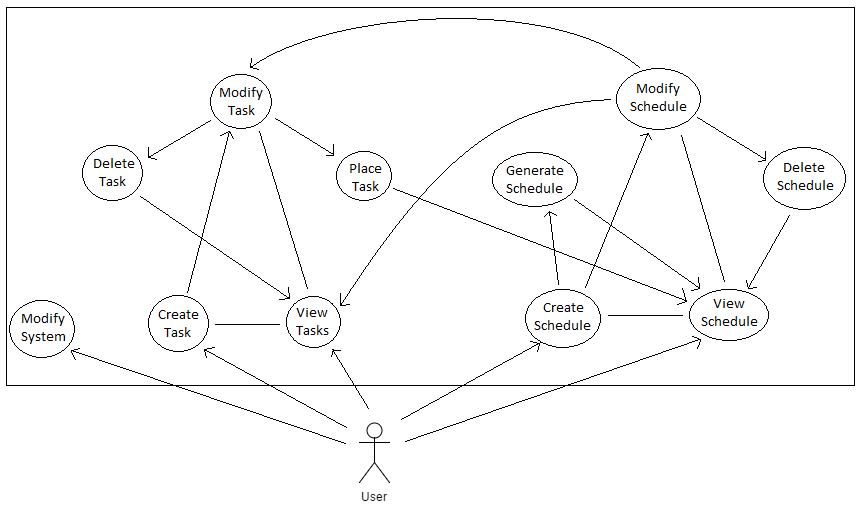 Modify
Task
Modify
Schedule
Delete
Task
Place
Task
Generate
Schedule
Delete
Schedule
Modify
System
Create
Task
View
Tasks
Create
Schedule
View
Schedule
User